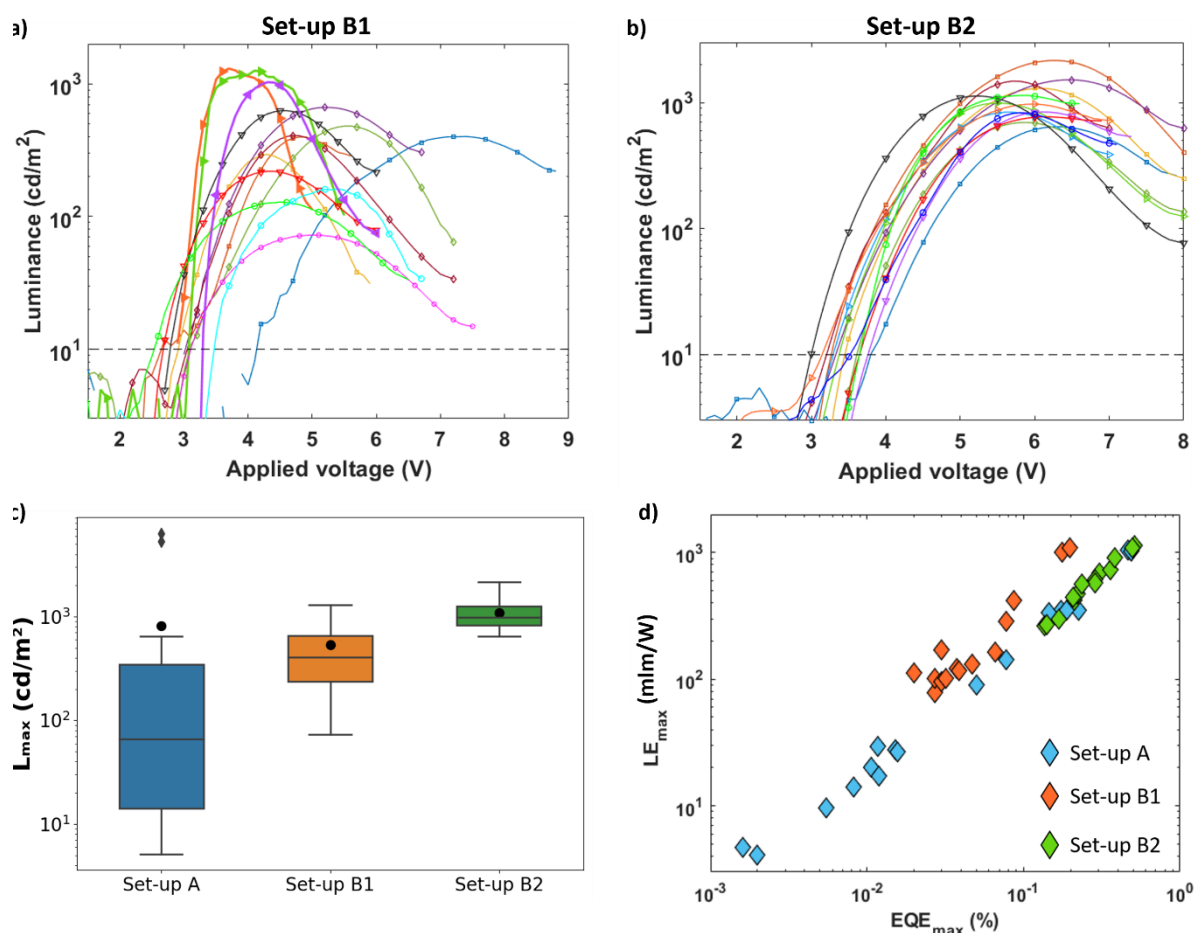 a) Set-up B1
Luminance (cd/m²)
10³
10²
10¹
2 3 4 5 6 7 8 9
Applied voltage (V)
b) Set-up B2
Luminance (cd/m²)
10³
10²
10¹
2 3 4 5 6 7 8
Applied voltage (V)
c)
Lₘₐₓ (cd/m²)
10³
10²
10¹
Set-up A Set-up B1 Set-up B2
d)
LE_max (mlm/W)
10³
10²
10¹
Set-up A
Set-up B1
Set-up B2
10⁻³ 10⁻² 10⁻¹ 10⁰
EQE_max (%)